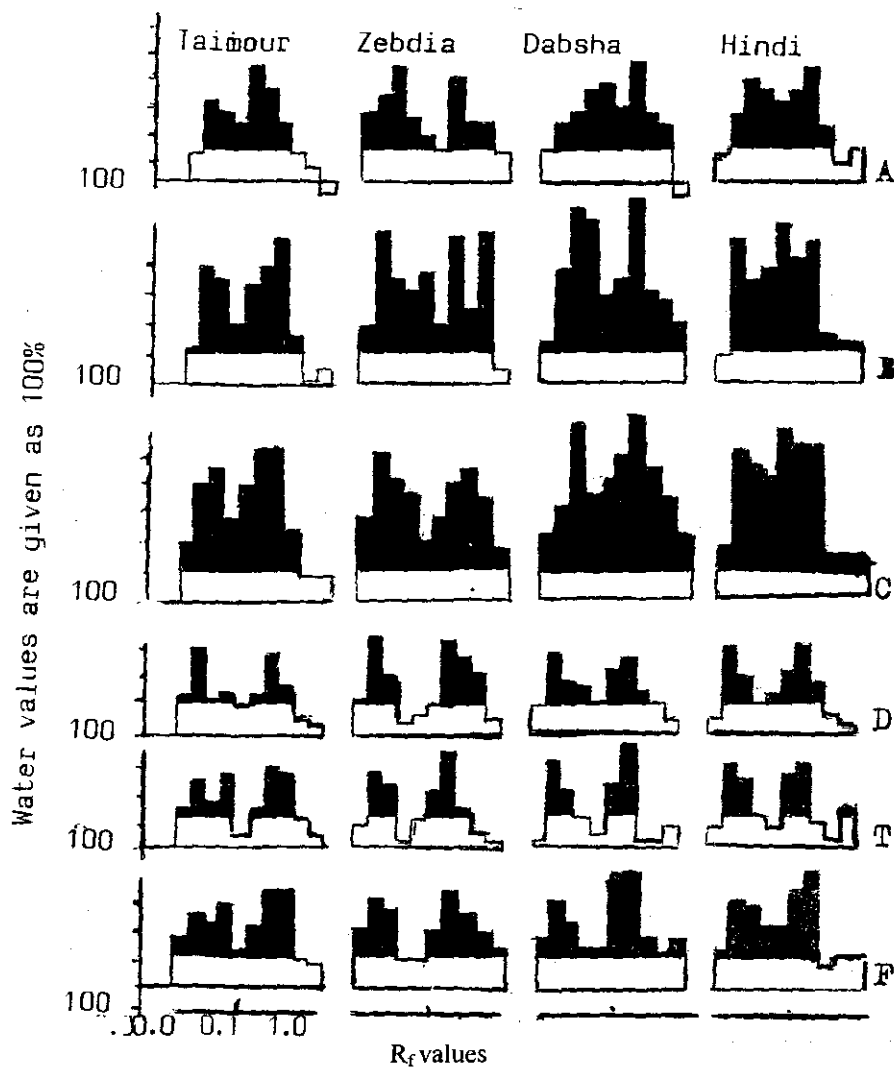 Taimour Zebdia Dabsha Hindi
100 A
100 B
100 C
100 D
100 T
100 F
Water values are given as 100%
0.0 0.1 1.0
Rf values